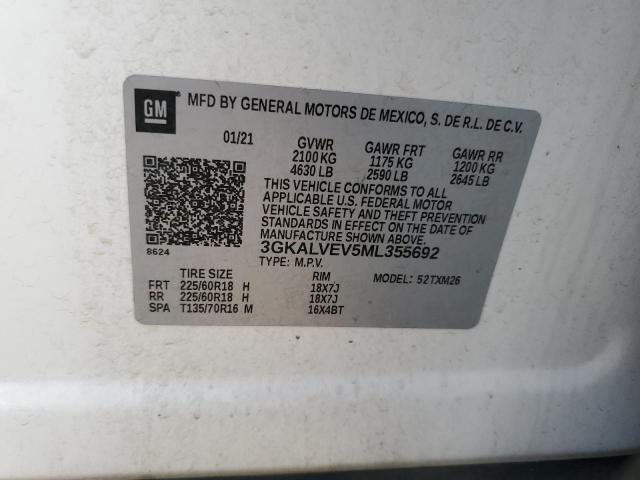 GM MFD BY GENERAL MOTORS DE MEXICO, S. DE R.L. DE C.V.
01/21 GVWR GAWR FRT GAWR RR
2100 KG 1175 KG 1200 KG
4630 LB 2590 LB 2645 LB
THIS VEHICLE CONFORMS TO ALL
APPLICABLE U.S. FEDERAL MOTOR
VEHICLE SAFETY AND THEFT PREVENTION
STANDARDS IN EFFECT ON THE DATE OF
MANUFACTURE SHOWN ABOVE.
8624 3GKALVEV5ML355692
TYPE: M.P.V. MODEL: 52TXM26
TIRE SIZE RIM
FRT 225/60R18 H 18X7J
RR 225/60R18 H 18X7J
SPA T135/70R16 M 16X4BT